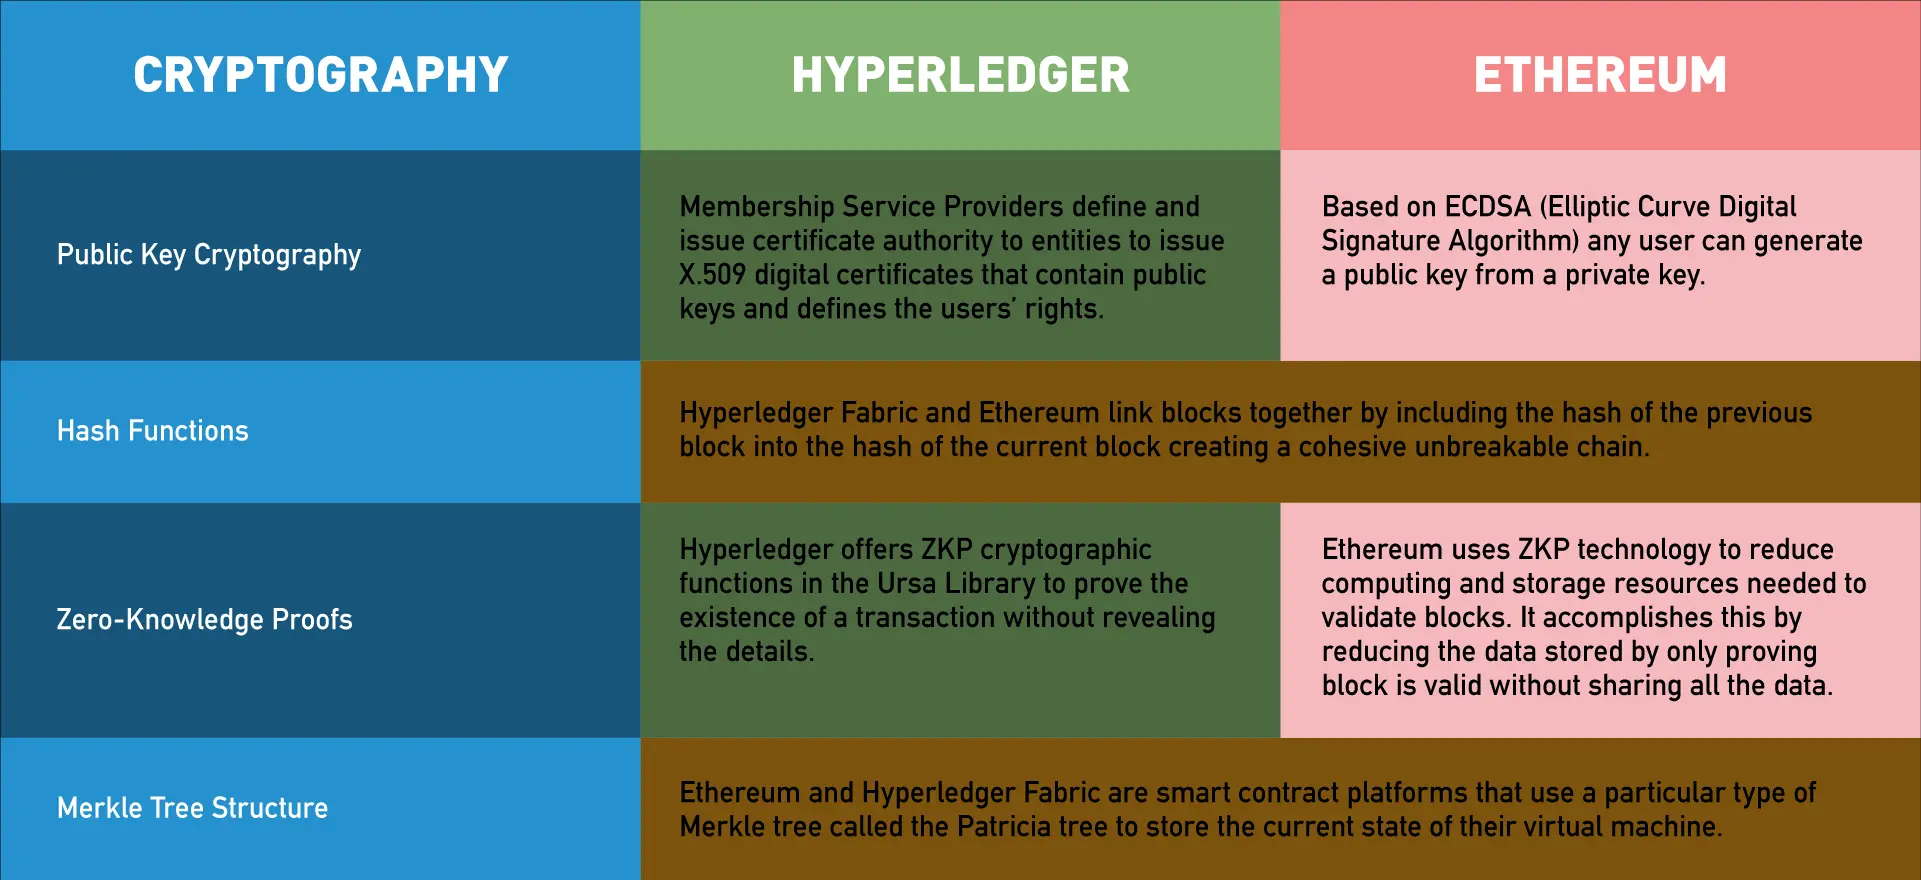 CRYPTOGRAPHY
HYPERLEDGER
ETHEREUM
Public Key Cryptography
Membership Service Providers define and
issue certificate authority to entities to issue
X.509 digital certificates that contain public
keys and defines the users’ rights.
Based on ECDSA (Elliptic Curve Digital
Signature Algorithm) any user can generate
a public key from a private key.
Hash Functions
Hyperledger Fabric and Ethereum link blocks together by including the hash of the previous
block into the hash of the current block creating a cohesive unbreakable chain.
Zero-Knowledge Proofs
Hyperledger offers ZKP cryptographic
functions in the Ursa Library to prove the
existence of a transaction without revealing
the details.
Ethereum uses ZKP technology to reduce
computing and storage resources needed to
validate blocks. It accomplishes this by
reducing the data stored by only proving
block is valid without sharing all the data.
Merkle Tree Structure
Ethereum and Hyperledger Fabric are smart contract platforms that use a particular type of
Merkle tree called the Patricia tree to store the current state of their virtual machine.